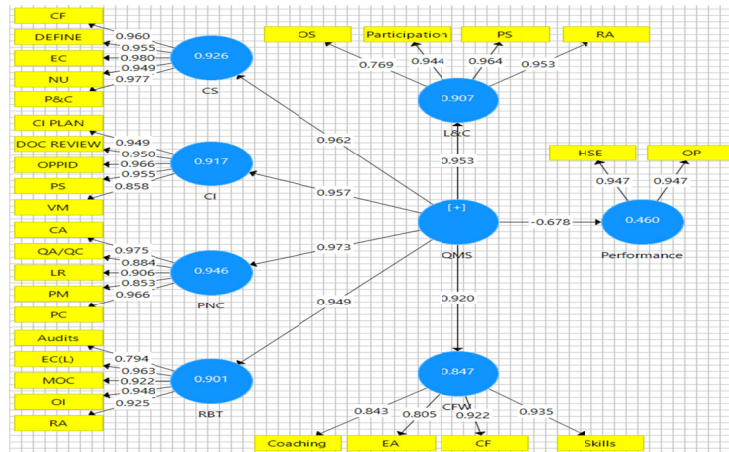 CF
DEFINE
EC
NU
P&C
0.960
0.955
0.980
0.949
0.977
0.926
CS
CI PLAN
DOC REVIEW
OPPID
PS
VM
0.949
0.950
0.966
0.955
0.858
0.917
CI
CA
QA/QC
LR
PM
PC
0.975
0.884
0.906
0.853
0.966
0.946
PNC
Audits
EC(L)
MOC
OI
RA
0.794
0.963
0.922
0.948
0.925
0.901
RBT
OS
Participation
PS
RA
0.769
0.944
0.964
0.953
0.907
L&C
0.962
0.953
0.957
0.973
0.949
0.920
[+]
QMS
-0.678
HSE
OP
0.947
0.947
0.460
Performance
0.847
CFW
0.843
0.805
0.922
0.935
Coaching
EA
CF
Skills